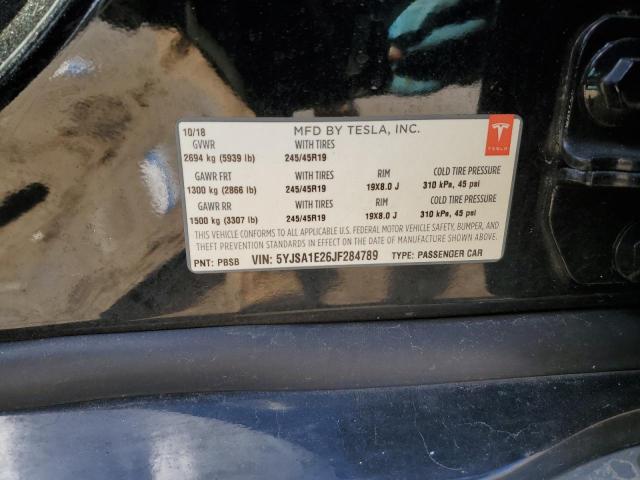 10/18 MFD BY TESLA, INC.
GVWR WITH TIRES
TESLA
2694 kg (5939 lb) 245/45R19
GAWR FRT WITH TIRES RIM COLD TIRE PRESSURE
1300 kg (2866 lb) 245/45R19 19X8.0 J 310 kPa, 45 psi
GAWR RR WITH TIRES RIM COLD TIRE PRESSURE
1500 kg (3307 lb) 245/45R19 19X8.0 J 310 kPa, 45 psi
THIS VEHICLE CONFORMS TO ALL APPLICABLE U.S. FEDERAL MOTOR VEHICLE SAFETY, BUMPER, AND
THEFT PREVENTION STANDARDS IN EFFECT ON THE DATE OF MANUFACTURE SHOWN ABOVE.
PNT: PBSB VIN: 5YJSA1E26JF284789 TYPE: PASSENGER CAR